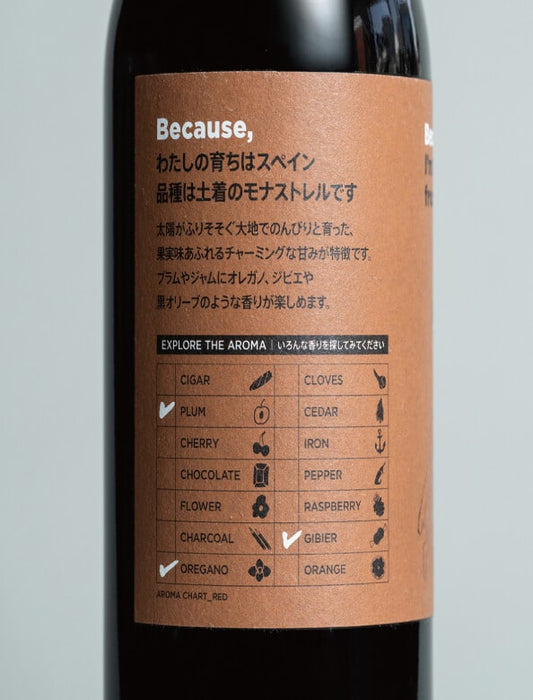 Because,
わたしの育ちはスペイン
品種は土着のモナストレルです
太陽がふりそそぐ大地でのんびりと育った、
果実味あふれるチャーミングな甘みが特徴です。
プラムやジャムにオレガノ、ジビエや
黒オリーブのような香りが楽しめます。
EXPLORE THE AROMA | いろんな香りを探してみてください
CIGAR CLOVES
PLUM CEDAR
CHERRY IRON
CHOCOLATE PEPPER
FLOWER RASPBERRY
CHARCOAL GIBIER
OREGANO ORANGE
AROMA CHART_RED